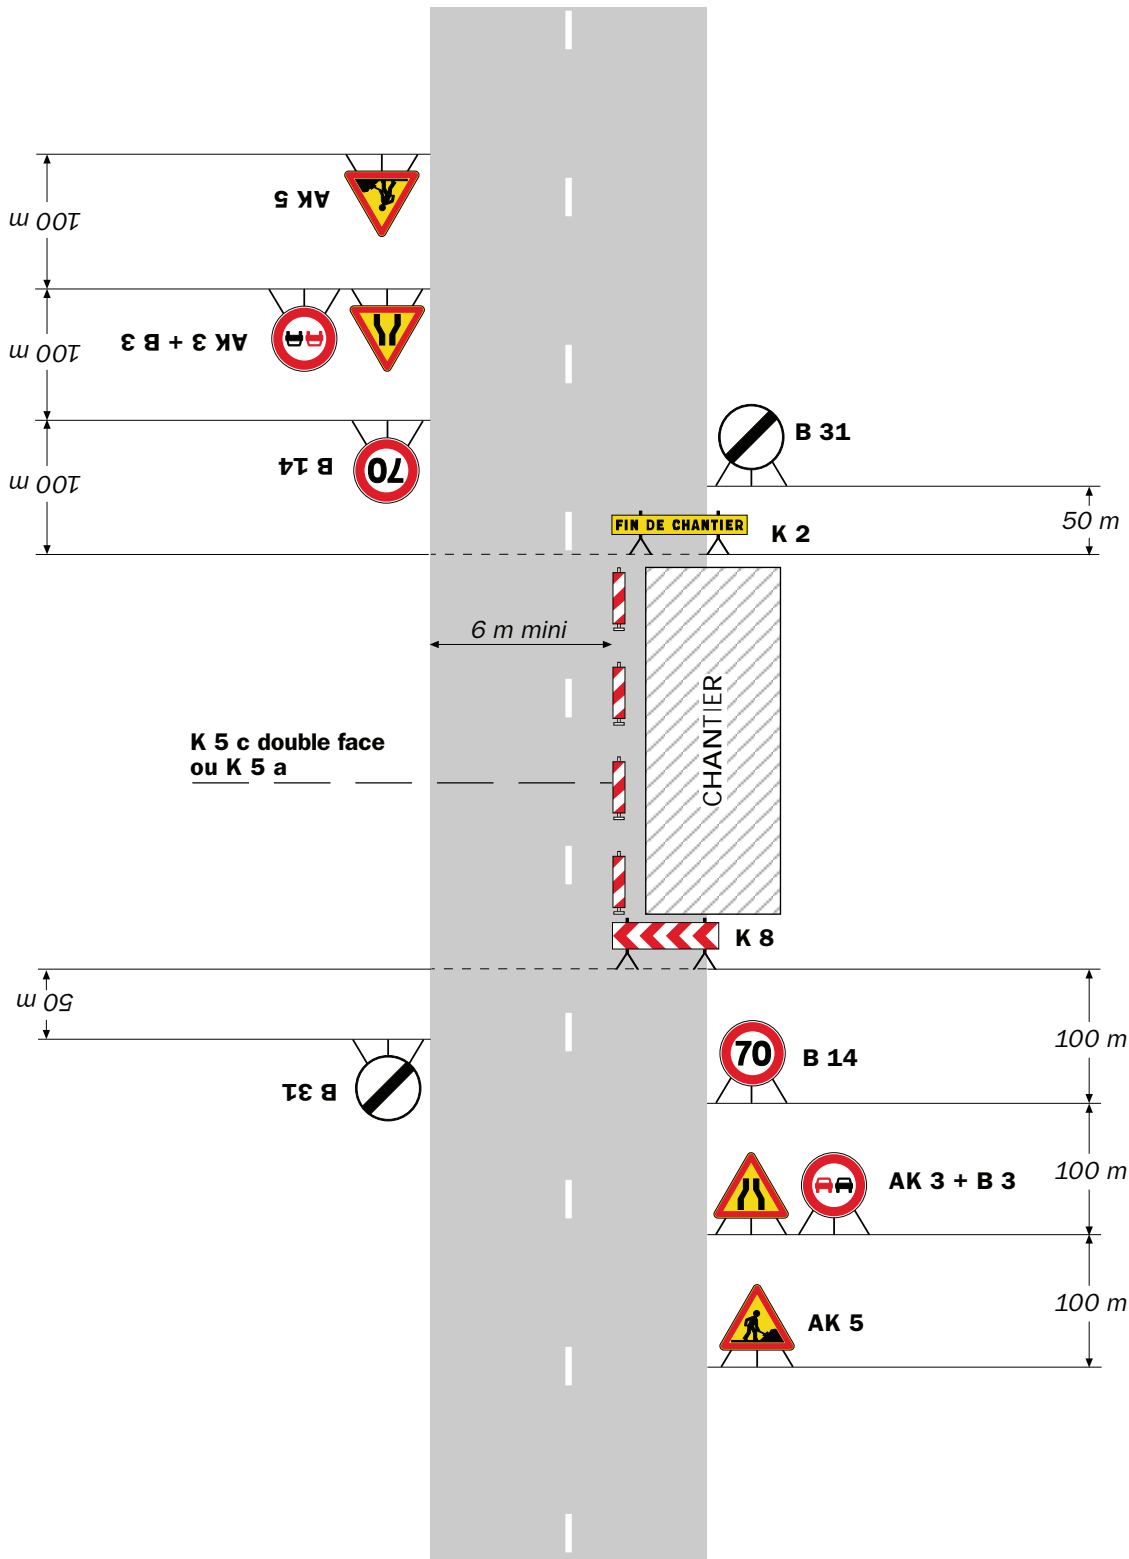 AK 5
100 m
AK 3 + B 3
100 m
B 14
70
100 m
B 31
50 m
FIN DE CHANTIER
K 2
6 m mini
CHANTIER
K 5 c double face
ou K 5 a
K 8
50 m
B 31
70
B 14
100 m
AK 3 + B 3
100 m
AK 5
100 m